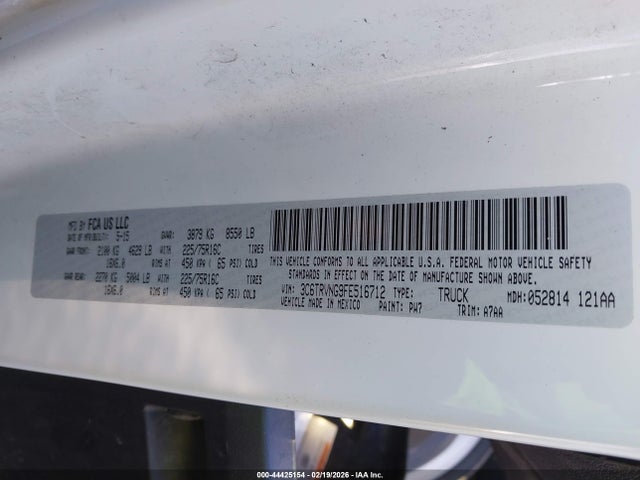 MFD BY FCA US LLC
DATE OF MFR 5-15 GVWR: 3879 KG 8550 LB
GAWR FRONT: 2100 KG 4629 LB WITH 225/75R16C TIRES
16X6.0 RIMS AT 450 KPA ( 65 PSI) COLD
GAWR REAR: 2270 KG 5004 LB WITH 225/75R16C TIRES
16X6.0 RIMS AT 450 KPA ( 65 PSI) COLD
THIS VEHICLE CONFORMS TO ALL APPLICABLE U.S.A. FEDERAL MOTOR VEHICLE SAFETY
STANDARDS IN EFFECT ON THE DATE OF MANUFACTURE SHOWN ABOVE.
VIN: 3C6TRVNG9FE516712 TYPE: TRUCK MDH: 052814 121AA
VEHICLE MADE IN MEXICO PAINT: PW7 TRIM: A7AA
000-44425154 - 02/19/2026 - IAA Inc.